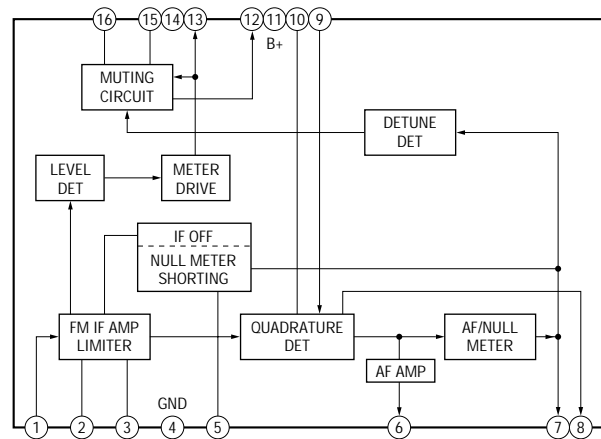 16 15 14 13 12 11 10 9
B+
MUTING
CIRCUIT
DETUNE
DET
LEVEL
DET
METER
DRIVE
IF OFF
NULL METER
SHORTING
FM IF AMP
LIMITER
QUADRATURE
DET
AF/NULL
METER
AF AMP
GND
1 2 3 4 5 6 7 8